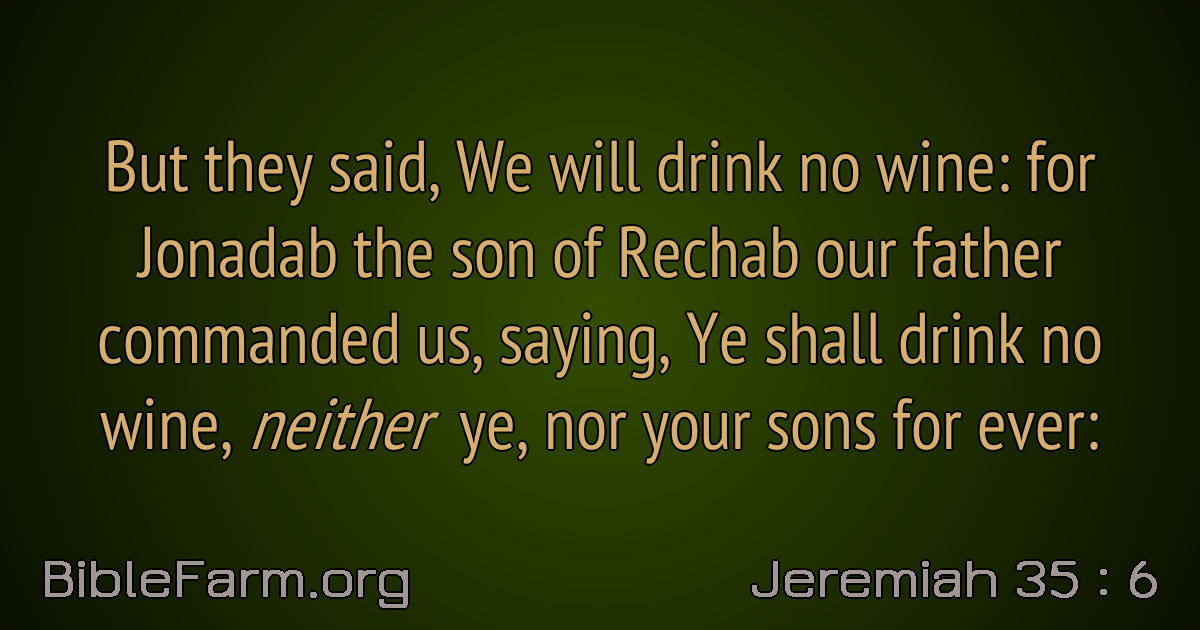 But they said, We will drink no wine: for
Jonadab the son of Rechab our father
commanded us, saying, Ye shall drink no
wine, neither ye, nor your sons for ever:
BibleFarm.org
Jeremiah 35 : 6